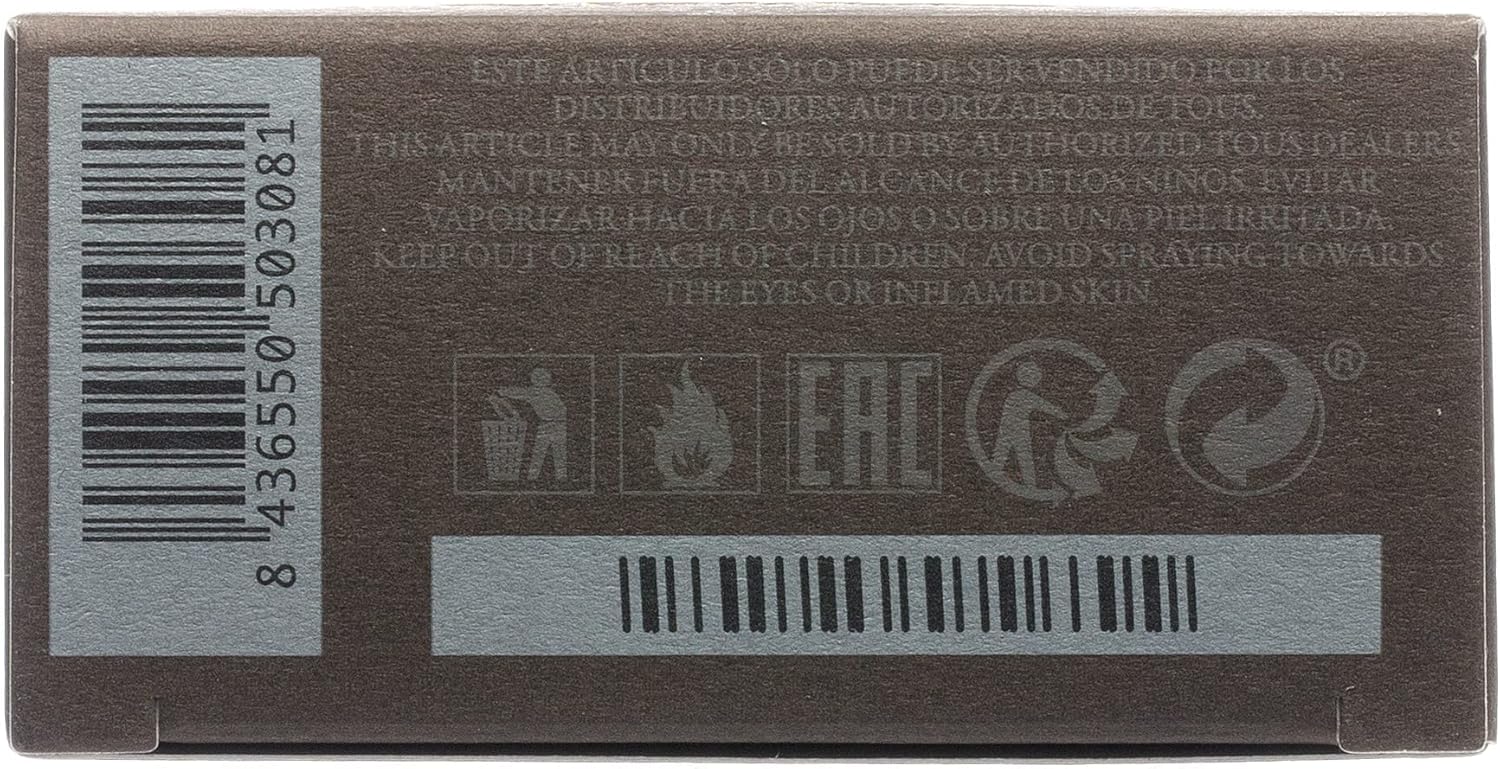 ESTE ARTÍCULO SÓLO PUEDE SER VENDIDO POR LOS
DISTRIBUIDORES AUTORIZADOS DE TOUS.
THIS ARTICLE MAY ONLY BE SOLD BY AUTHORIZED TOUS DEALERS
MANTENER FUERA DEL ALCANCE DE LOS NIÑOS. EVITAR
VAPORIZAR HACIA LOS OJOS O SOBRE UNA PIEL IRRITADA.
KEEP OUT OF REACH OF CHILDREN. AVOID SPRAYING TOWARDS
THE EYES OR INFLAMED SKIN.
EAC
®
8 436550 503081